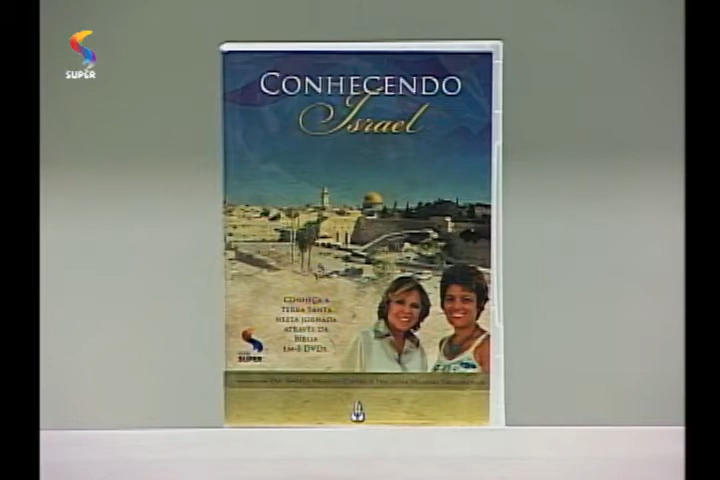 SUPER
CONHECENDO
Israel
CONHEÇA A
TERRA SANTA
NESTA JORNADA
ATRAVÉS DA
BÍBLIA
EM 8 DVDS
SUPER